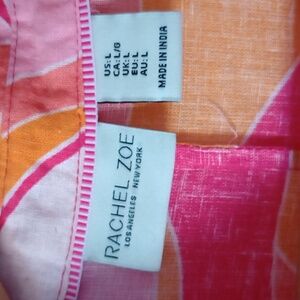 US: L
CA: L/G
UK: L
EU: L
AU: L
MADE IN INDIA
RACHEL ZOE
LOS ANGELES NEW YORK